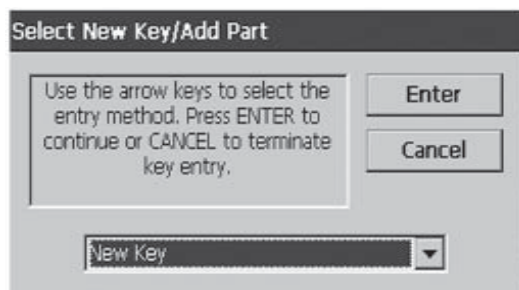 Select New Key/Add Part
Use the arrow keys to select the
entry method. Press ENTER to
continue or CANCEL to terminate
key entry.
Enter
Cancel
New Key